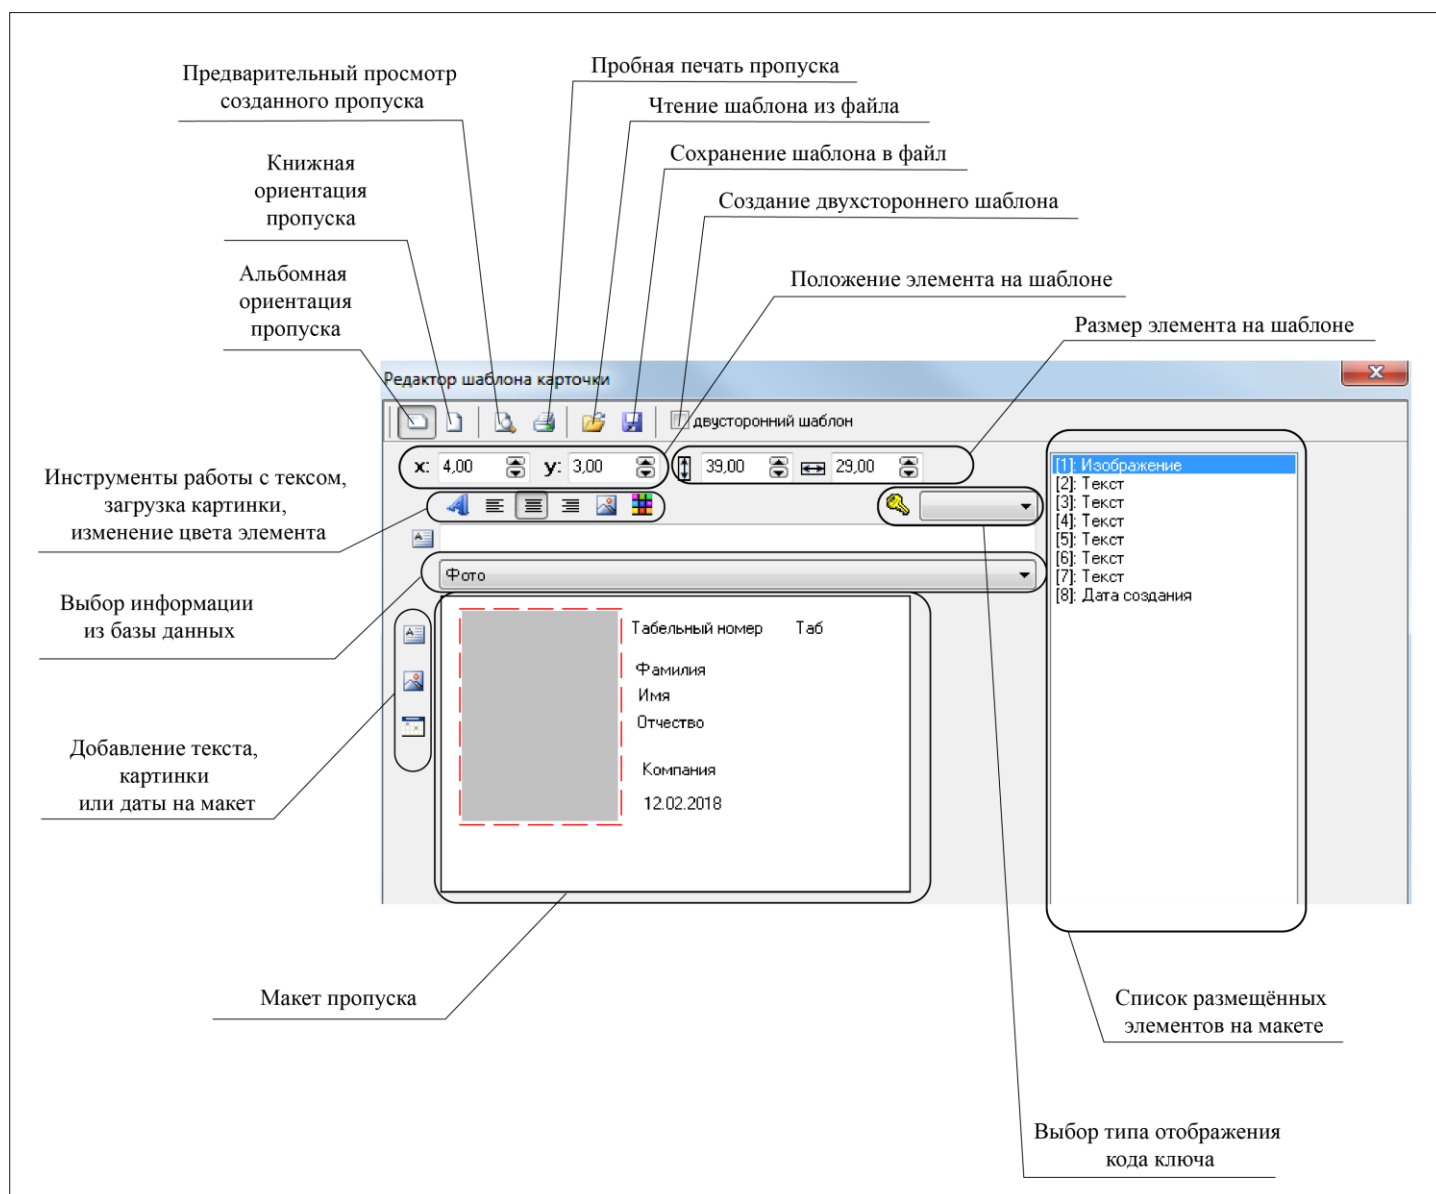 Пробная печать пропуска
Предварительный просмотр
созданного пропуска
Чтение шаблона из файла
Сохранение шаблона в файл
Книжная
ориентация
пропуска
Создание двухстороннего шаблона
Альбомная
ориентация
пропуска
Положение элемента на шаблоне
Размер элемента на шаблоне
Редактор шаблона карточки
двусторонний шаблон
x: 4,00 y: 3,00 39,00 29,00
Инструменты работы с тексом,
загрузка картинки,
изменение цвета элемента
[1]: Изображение
[2]: Текст
[3]: Текст
[4]: Текст
[5]: Текст
[6]: Текст
[7]: Текст
[8]: Дата создания
Фото
Выбор информации
из базы данных
Табельный номер Таб
Фамилия
Имя
Отчество
Компания
12.02.2018
Добавление текста,
картинки
или даты на макет
Макет пропуска
Список размещённых
элементов на макете
Выбор типа отображения
кода ключа